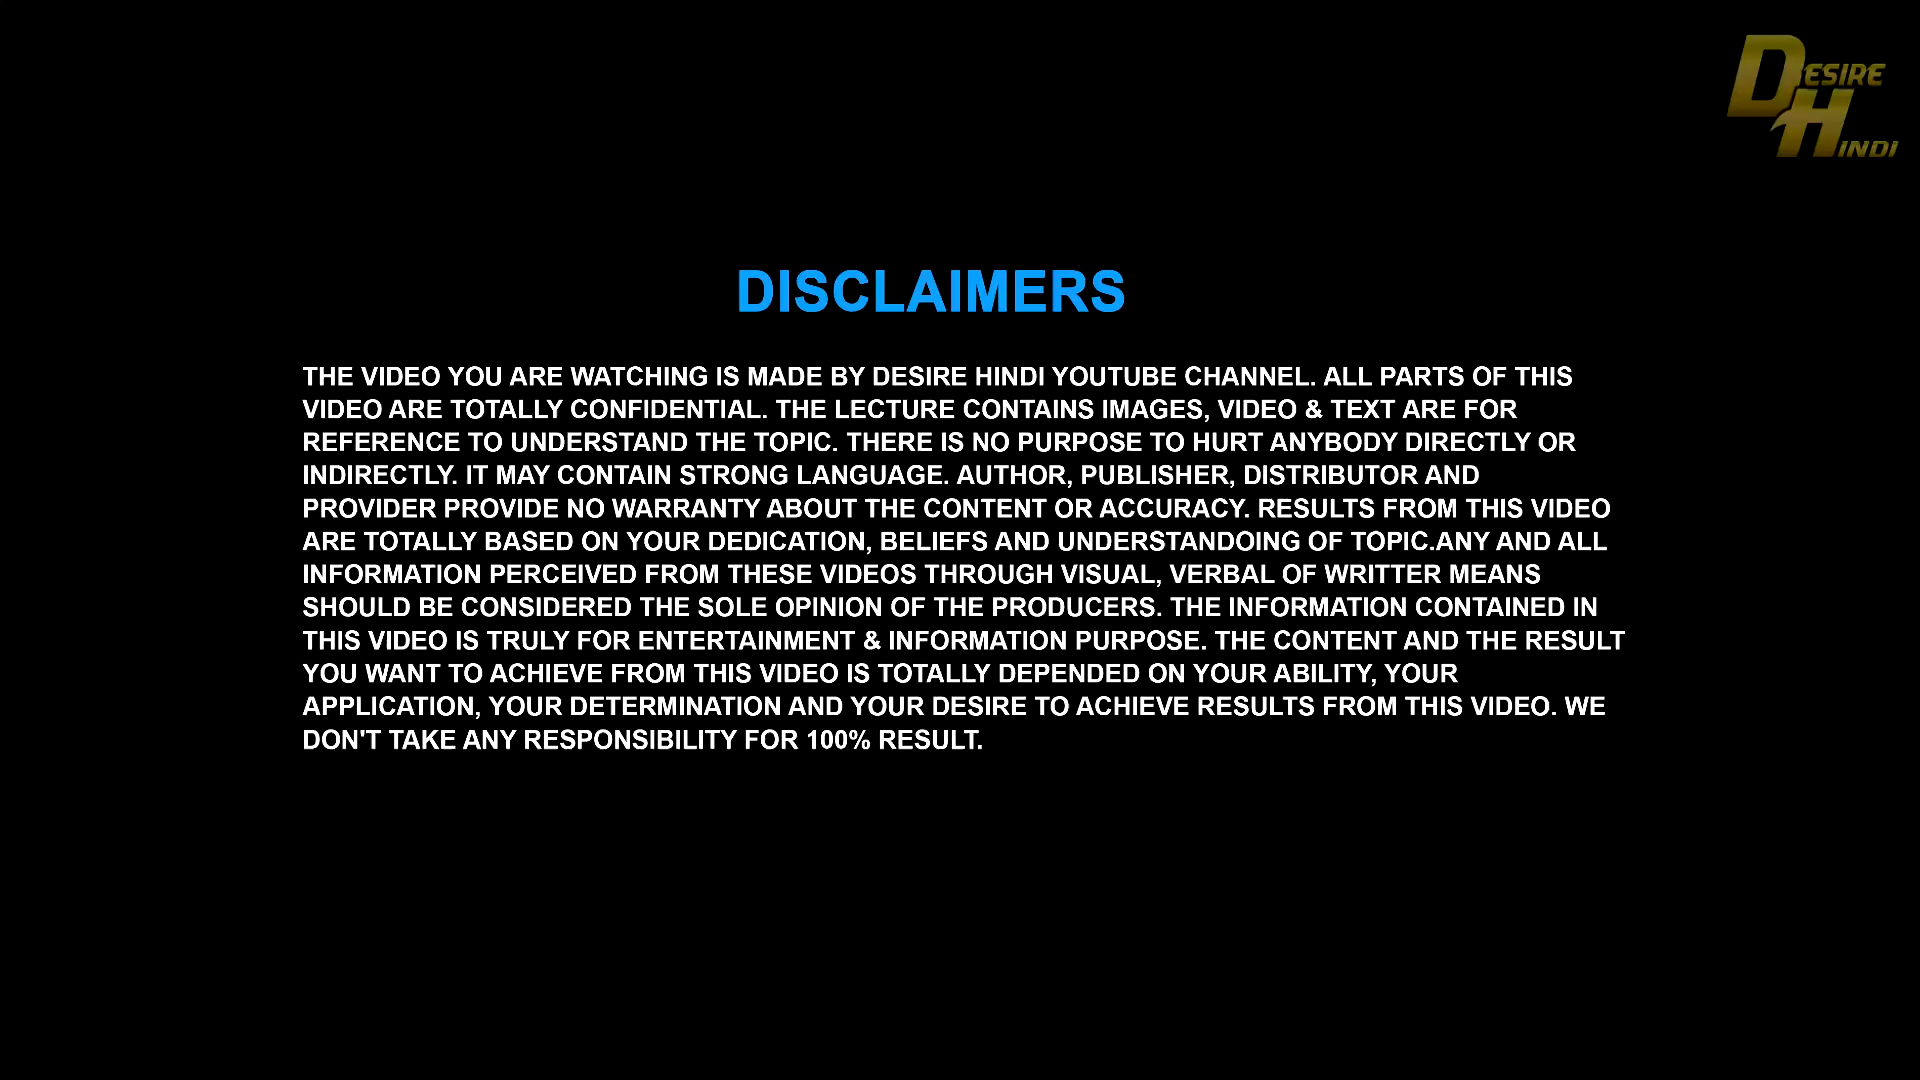 DESIRE
HINDI
DISCLAIMERS
THE VIDEO YOU ARE WATCHING IS MADE BY DESIRE HINDI YOUTUBE CHANNEL. ALL PARTS OF THIS
VIDEO ARE TOTALLY CONFIDENTIAL. THE LECTURE CONTAINS IMAGES, VIDEO & TEXT ARE FOR
REFERENCE TO UNDERSTAND THE TOPIC. THERE IS NO PURPOSE TO HURT ANYBODY DIRECTLY OR
INDIRECTLY. IT MAY CONTAIN STRONG LANGUAGE. AUTHOR, PUBLISHER, DISTRIBUTOR AND
PROVIDER PROVIDE NO WARRANTY ABOUT THE CONTENT OR ACCURACY. RESULTS FROM THIS VIDEO
ARE TOTALLY BASED ON YOUR DEDICATION, BELIEFS AND UNDERSTANDOING OF TOPIC.ANY AND ALL
INFORMATION PERCEIVED FROM THESE VIDEOS THROUGH VISUAL, VERBAL OF WRITTER MEANS
SHOULD BE CONSIDERED THE SOLE OPINION OF THE PRODUCERS. THE INFORMATION CONTAINED IN
THIS VIDEO IS TRULY FOR ENTERTAINMENT & INFORMATION PURPOSE. THE CONTENT AND THE RESULT
YOU WANT TO ACHIEVE FROM THIS VIDEO IS TOTALLY DEPENDED ON YOUR ABILITY, YOUR
APPLICATION, YOUR DETERMINATION AND YOUR DESIRE TO ACHIEVE RESULTS FROM THIS VIDEO. WE
DON'T TAKE ANY RESPONSIBILITY FOR 100% RESULT.